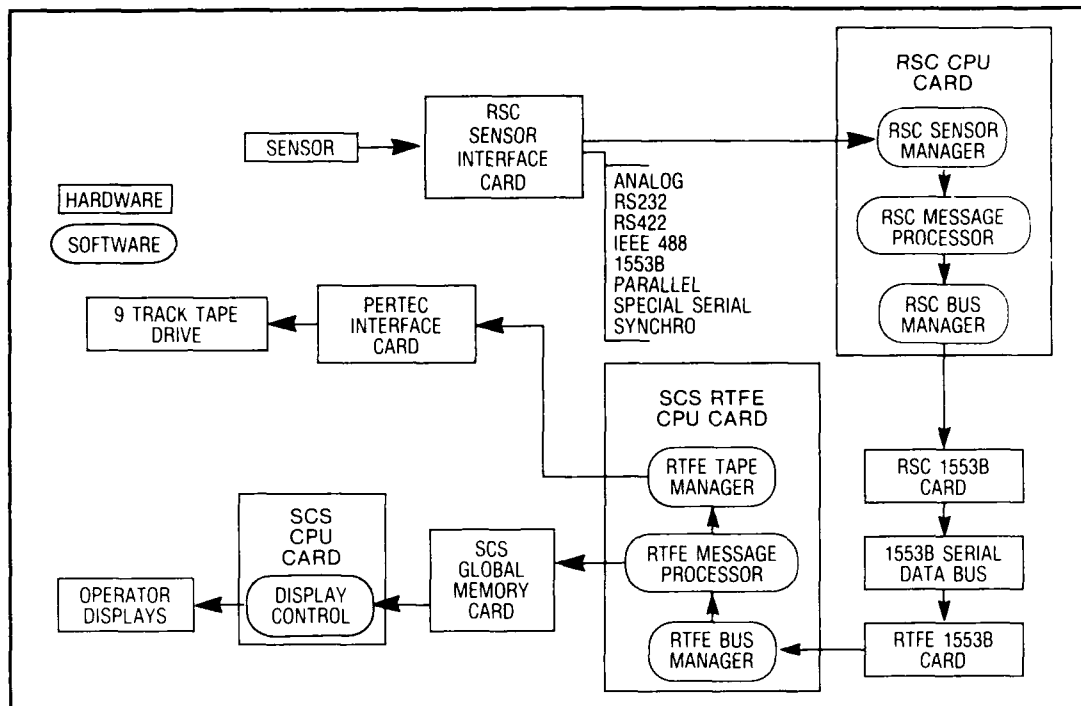 RSC CPU
CARD
RSC
SENSOR
INTERFACE
CARD
SENSOR
RSC SENSOR
MANAGER
ANALOG
RS232
RS422
IEEE 488
1553B
PARALLEL
SPECIAL SERIAL
SYNCHRO
HARDWARE
SOFTWARE
RSC MESSAGE
PROCESSOR
RSC BUS
MANAGER
9 TRACK TAPE
DRIVE
PERTEC
INTERFACE
CARD
SCS RTFE
CPU CARD
RTFE TAPE
MANAGER
RSC 1553B
CARD
SCS
CPU
CARD
SCS
GLOBAL
MEMORY
CARD
RTFE MESSAGE
PROCESSOR
1553B SERIAL
DATA BUS
OPERATOR
DISPLAYS
DISPLAY
CONTROL
RTFE BUS
MANAGER
RTFE 1553B
CARD